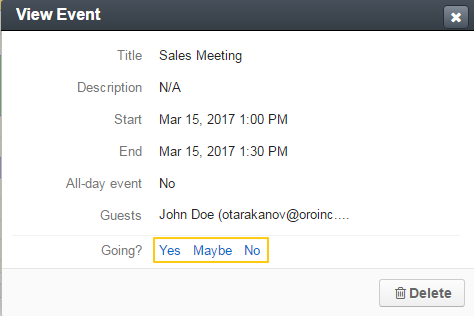 View Event
Title Sales Meeting
Description N/A
Start Mar 15, 2017 1:00 PM
End Mar 15, 2017 1:30 PM
All-day event No
Guests John Doe (otarakanov@oroinc....
Going? Yes Maybe No
Delete